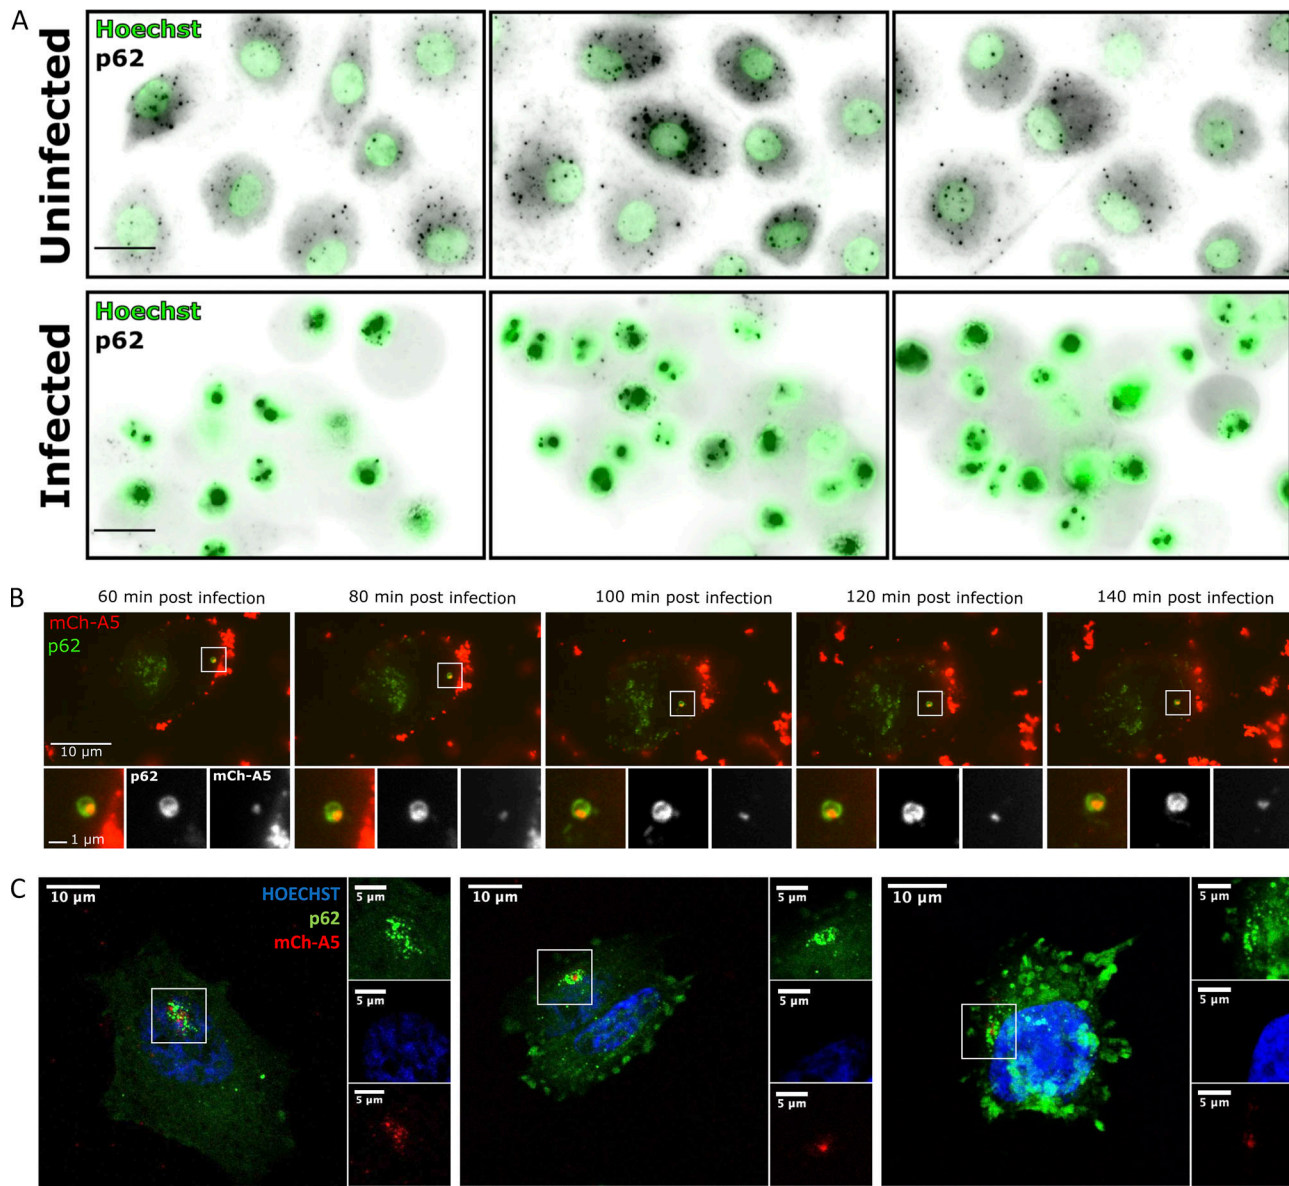 A
Uninfected
Hoechst
p62
Infected
Hoechst
p62
B
60 min post infection
80 min post infection
100 min post infection
120 min post infection
140 min post infection
mCh-A5
p62
10 µm
p62
mCh-A5
1 µm
C
10 µm
HOECHST
p62
mCh-A5
5 µm
5 µm
5 µm
10 µm
5 µm
5 µm
5 µm
10 µm
5 µm
5 µm
5 µm